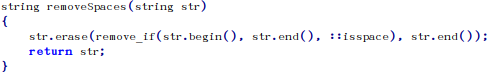 string removeSpaces(string str)
{
    str.erase(remove_if(str.begin(), str.end(), ::isspace), str.end());
    return str;
}